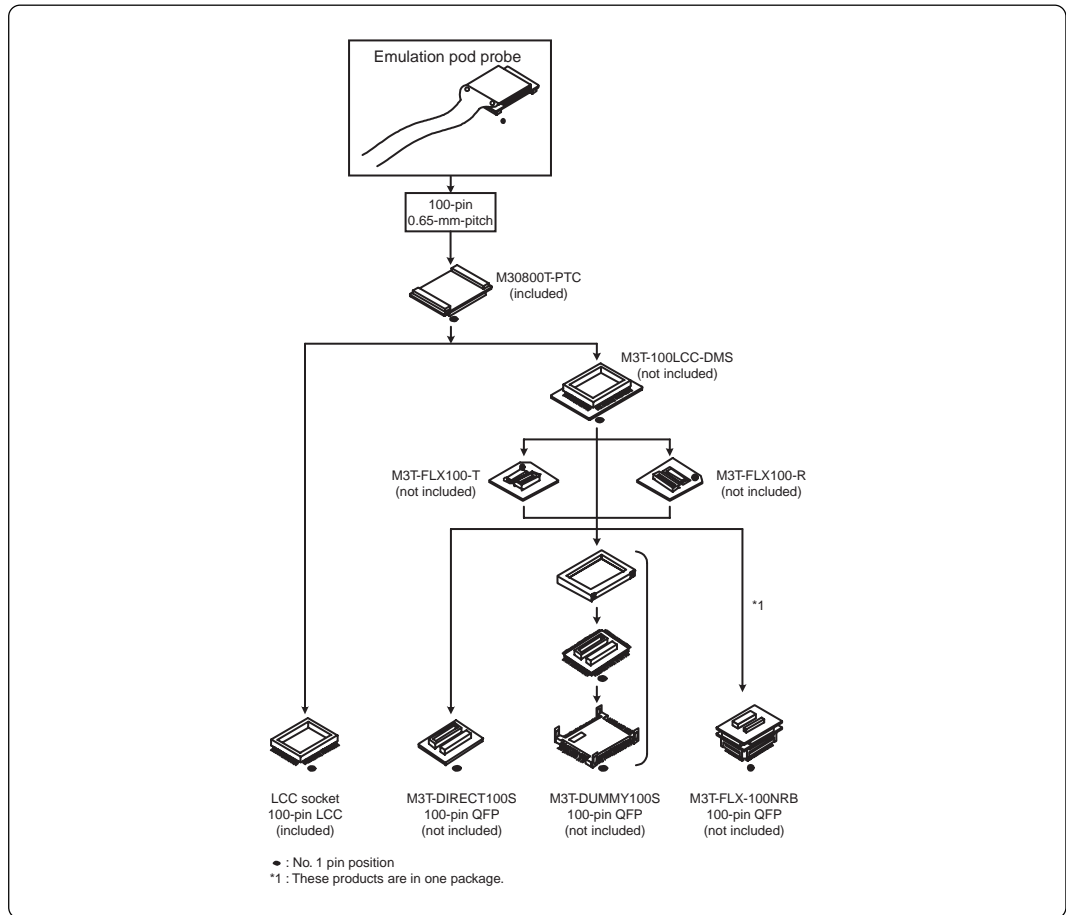 Emulation pod probe
100-pin
0.65-mm-pitch
M30800T-PTC
(included)
M3T-100LCC-DMS
(not included)
M3T-FLX100-T
(not included)
M3T-FLX100-R
(not included)
*1
LCC socket
100-pin LCC
(included)
M3T-DIRECT100S
100-pin QFP
(not included)
M3T-DUMMY100S
100-pin QFP
(not included)
M3T-FLX-100NRB
100-pin QFP
(not included)
: No. 1 pin position
*1 : These products are in one package.